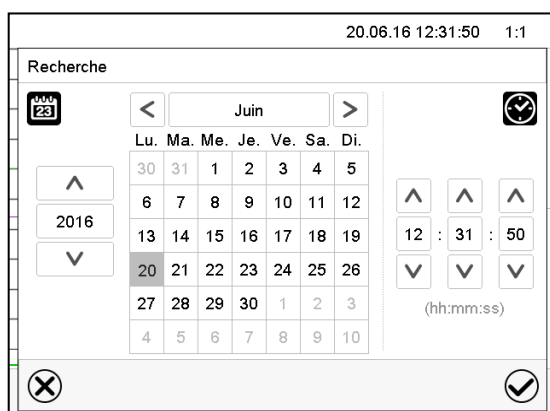 20.06.16 12:31:50 1:1
Recherche
23
< Juin >
Lu. Ma. Me. Je. Ve. Sa. Di.
30 31 1 2 3 4 5
6 7 8 9 10 11 12
2016
13 14 15 16 17 18 19
12 : 31 : 50
20 21 22 23 24 25 26
27 28 29 30 1 2 3
(hh:mm:ss)
4 5 6 7 8 9 10